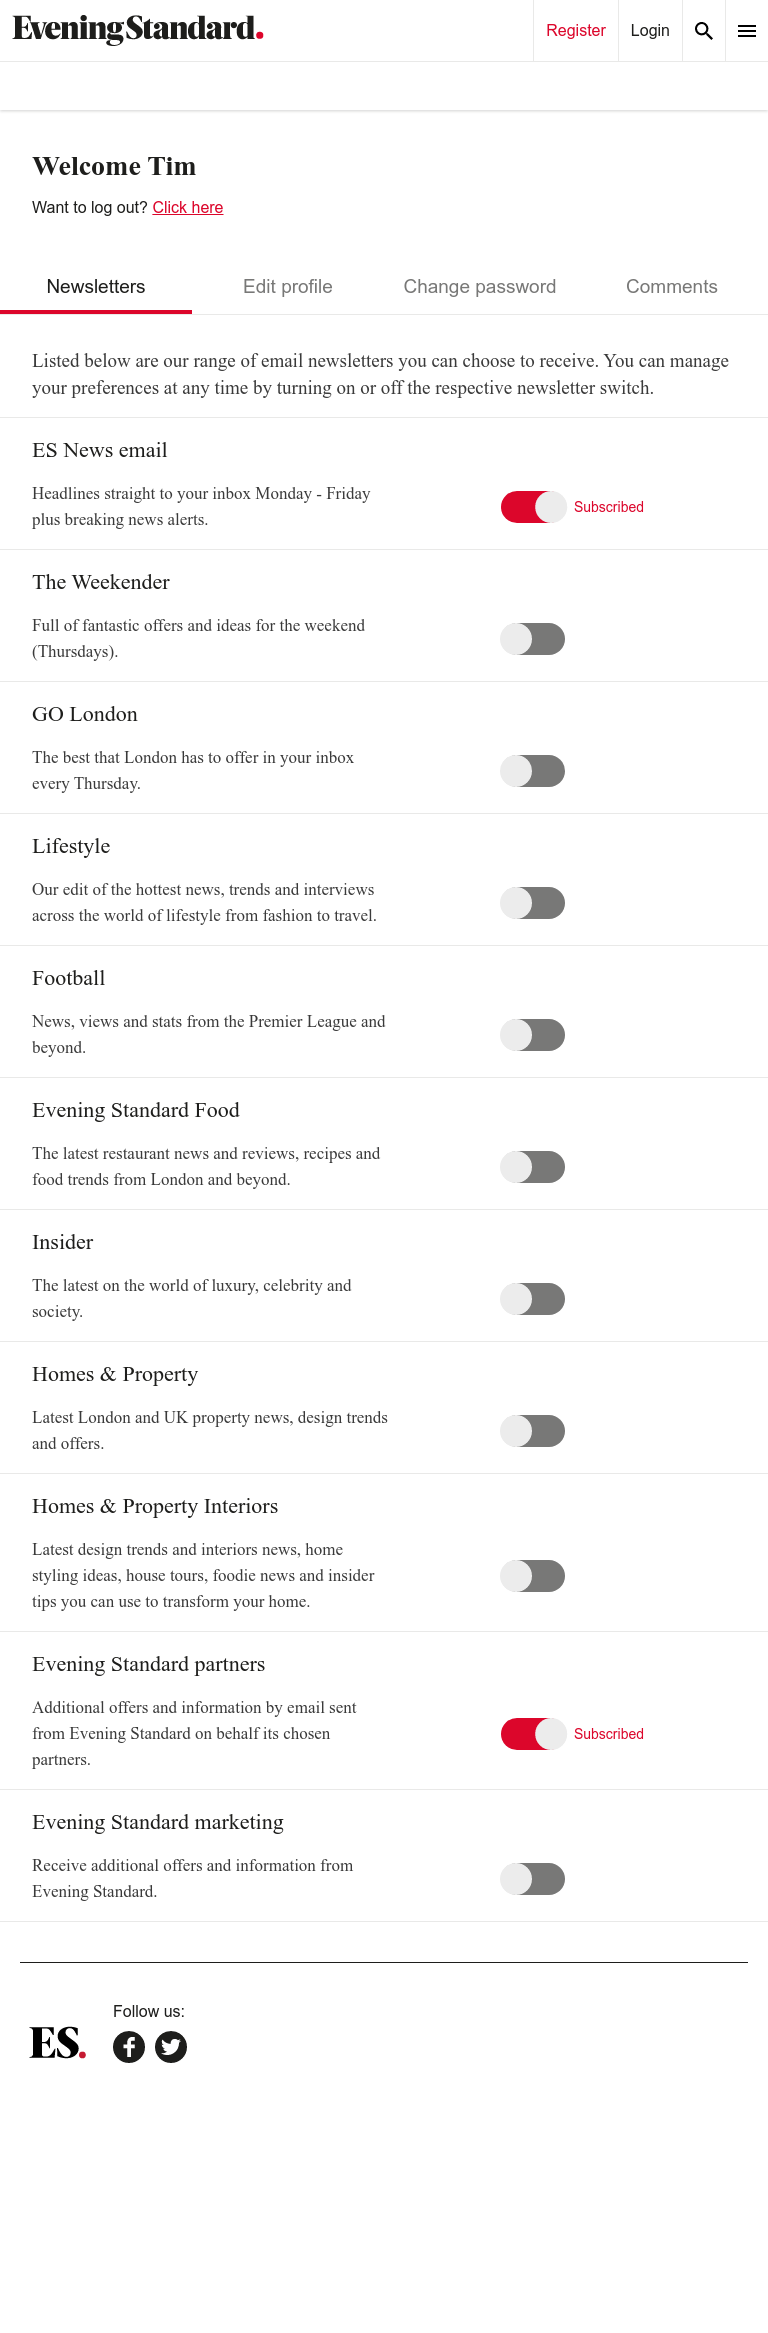 Evening Standard.
Register
Login
Welcome Tim
Want to log out? Click here
Newsletters
Edit profile
Change password
Comments
Listed below are our range of email newsletters you can choose to receive. You can manage
your preferences at any time by turning on or off the respective newsletter switch.
ES News email
Headlines straight to your inbox Monday - Friday
plus breaking news alerts.
Subscribed
The Weekender
Full of fantastic offers and ideas for the weekend
(Thursdays).
GO London
The best that London has to offer in your inbox
every Thursday.
Lifestyle
Our edit of the hottest news, trends and interviews
across the world of lifestyle from fashion to travel.
Football
News, views and stats from the Premier League and
beyond.
Evening Standard Food
The latest restaurant news and reviews, recipes and
food trends from London and beyond.
Insider
The latest on the world of luxury, celebrity and
society.
Homes & Property
Latest London and UK property news, design trends
and offers.
Homes & Property Interiors
Latest design trends and interiors news, home
styling ideas, house tours, foodie news and insider
tips you can use to transform your home.
Evening Standard partners
Additional offers and information by email sent
from Evening Standard on behalf its chosen
partners.
Subscribed
Evening Standard marketing
Receive additional offers and information from
Evening Standard.
Follow us:
ES.